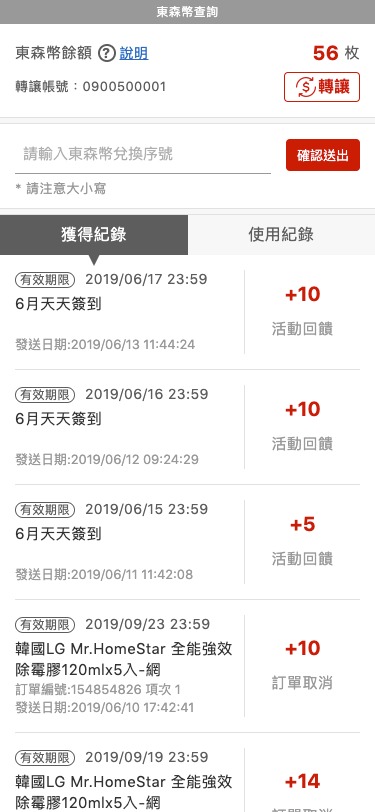 東森幣查詢
東森幣餘額 ? 說明
56 枚
轉讓帳號：0900500001
$ 轉讓
請輸入東森幣兌換序號
確認送出
* 請注意大小寫
獲得紀錄
使用紀錄
有效期限 2019/06/17 23:59
6月天天簽到
發送日期:2019/06/13 11:44:24
+10
活動回饋
有效期限 2019/06/16 23:59
6月天天簽到
發送日期:2019/06/12 09:24:29
+10
活動回饋
有效期限 2019/06/15 23:59
6月天天簽到
發送日期:2019/06/11 11:42:08
+5
活動回饋
有效期限 2019/09/23 23:59
韓國LG Mr.HomeStar 全能強效
除霉膠120mlx5入-網
訂單編號:154854826 項次 1
發送日期:2019/06/10 17:42:41
+10
訂單取消
有效期限 2019/09/19 23:59
韓國LG Mr.HomeStar 全能強效
除霉膠120mlx5入-網
+14
訂單取消